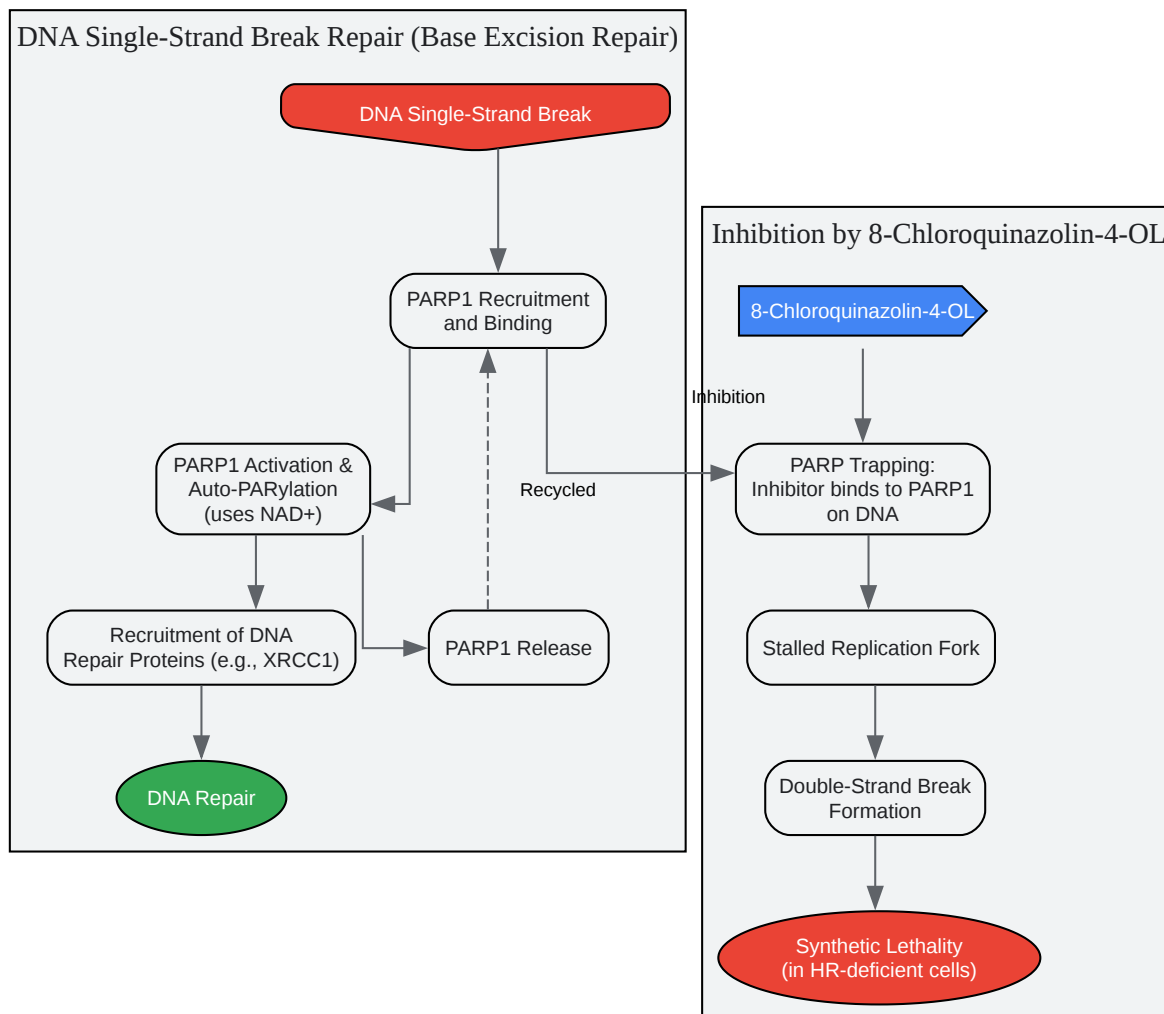 DNA Single-Strand Break Repair (Base Excision Repair)
DNA Single-Strand Break
PARP1 Recruitment
and Binding
PARP1 Activation &
Auto-PARylation
(uses NAD+)
Recycled
Recruitment of DNA
Repair Proteins (e.g., XRCC1)
PARP1 Release
DNA Repair
Inhibition by 8-Chloroquinazolin-4-OL
8-Chloroquinazolin-4-OL
Inhibition
PARP Trapping:
Inhibitor binds to PARP1
on DNA
Stalled Replication Fork
Double-Strand Break
Formation
Synthetic Lethality
(in HR-deficient cells)